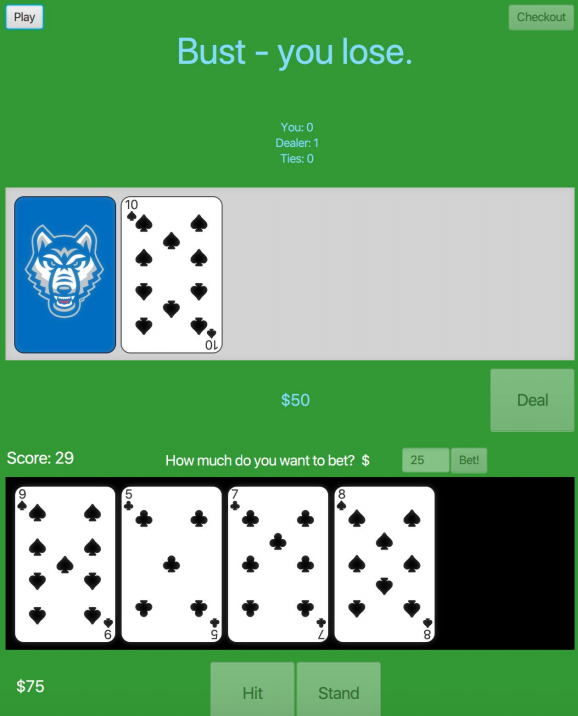 Play
Checkout
Bust - you lose.
You: 0
Dealer: 1
Ties: 0
10
10
$50
Deal
Score: 29
How much do you want to bet? $ 25 Bet!
9 5 7 8
9 5 7 8
$75
Hit Stand